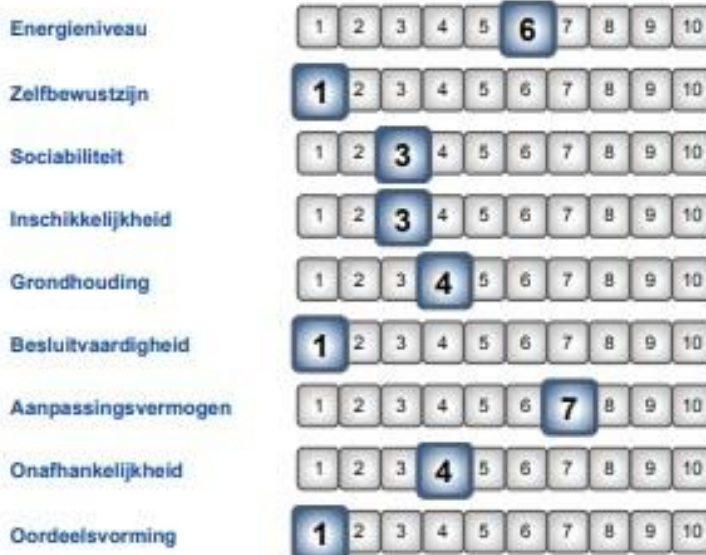 Energieniveau 1 2 3 4 5 6 7 8 9 10
Zelfbewustzijn 1 2 3 4 5 6 7 8 9 10
Sociabiliteit 1 2 3 4 5 6 7 8 9 10
Inschikkelijkheid 1 2 3 4 5 6 7 8 9 10
Grondhouding 1 2 3 4 5 6 7 8 9 10
Besluitvaardigheid 1 2 3 4 5 6 7 8 9 10
Aanpassingsvermogen 1 2 3 4 5 6 7 8 9 10
Onafhankelijkheid 1 2 3 4 5 6 7 8 9 10
Oordeelsvorming 1 2 3 4 5 6 7 8 9 10